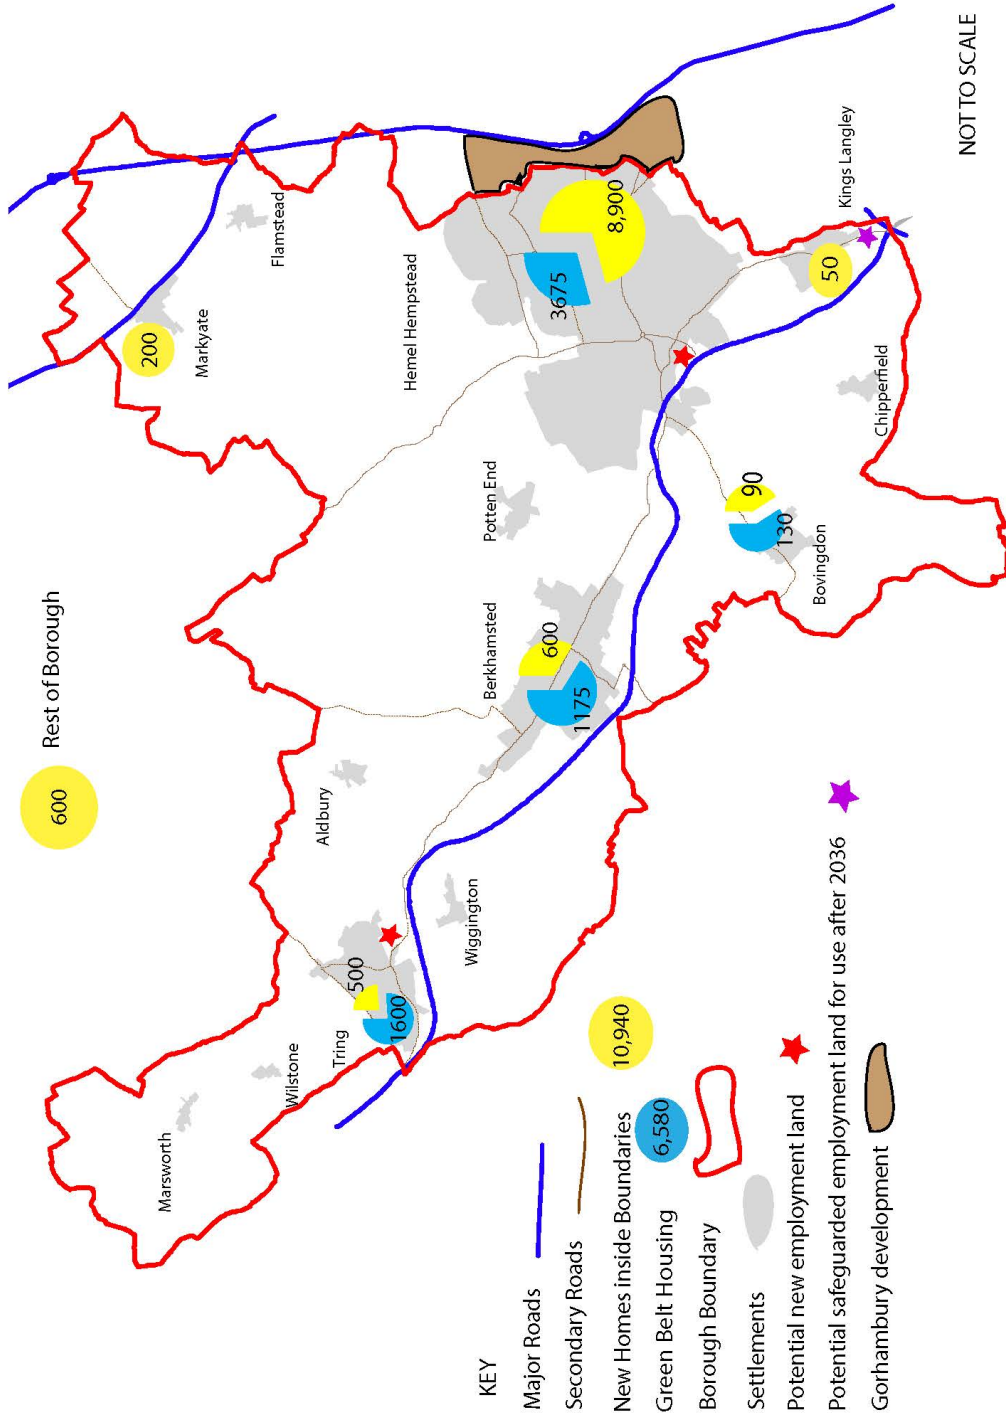 600
Rest of Borough
200
Markyate
Flamstead
Hemel Hempstead
3675
8,900
Kings Langley
50
Chipperfield
Potten End
90
130
Bovingdon
Berkhamsted
600
1175
Aldbury
Wiggington
500
1600
Tring
Wilstone
Marsworth
KEY
Major Roads
Secondary Roads
New Homes inside Boundaries
10,940
Green Belt Housing
6,580
Borough Boundary
Settlements
Potential new employment land
Potential safeguarded employment land for use after 2036
Gorhambury development
NOT TO SCALE